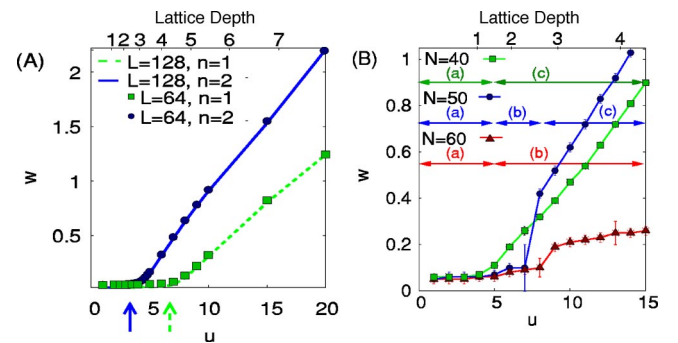 Lattice Depth
1 2 3 4 5 6 7
(A)
L=128, n=1
L=128, n=2
L=64, n=1
L=64, n=2
2
1.5
1
0.5
w
0 5 10 15 20
u
Lattice Depth
1 2 3 4
(B)
N=40
(a) (c)
N=50
(a) (b) (c)
N=60
(a) (b)
1
0.8
0.6
0.4
0.2
0
w
0 5 10 15
u